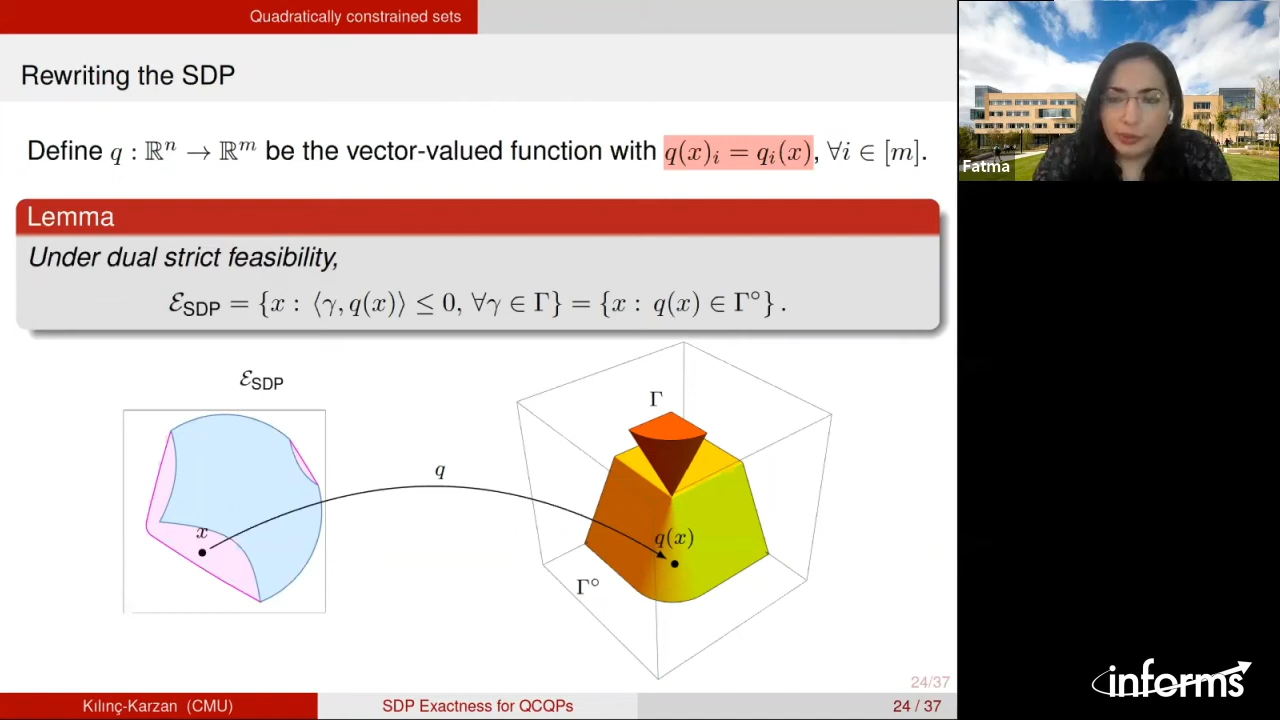 Quadratically constrained sets
Rewriting the SDP
Define q : ℝⁿ → ℝᵐ be the vector-valued function with q(x)ᵢ = qᵢ(x), ∀i ∈ [m].
Lemma
Under dual strict feasibility,
ℰ_SDP = {x : ⟨γ, q(x)⟩ ≤ 0, ∀γ ∈ Γ} = {x : q(x) ∈ Γ°} .
ℰ_SDP
Γ
q
x
q(x)
Γ°
24/37
Kılınç-Karzan (CMU)
SDP Exactness for QCQPs
24 / 37
Fatma
informs